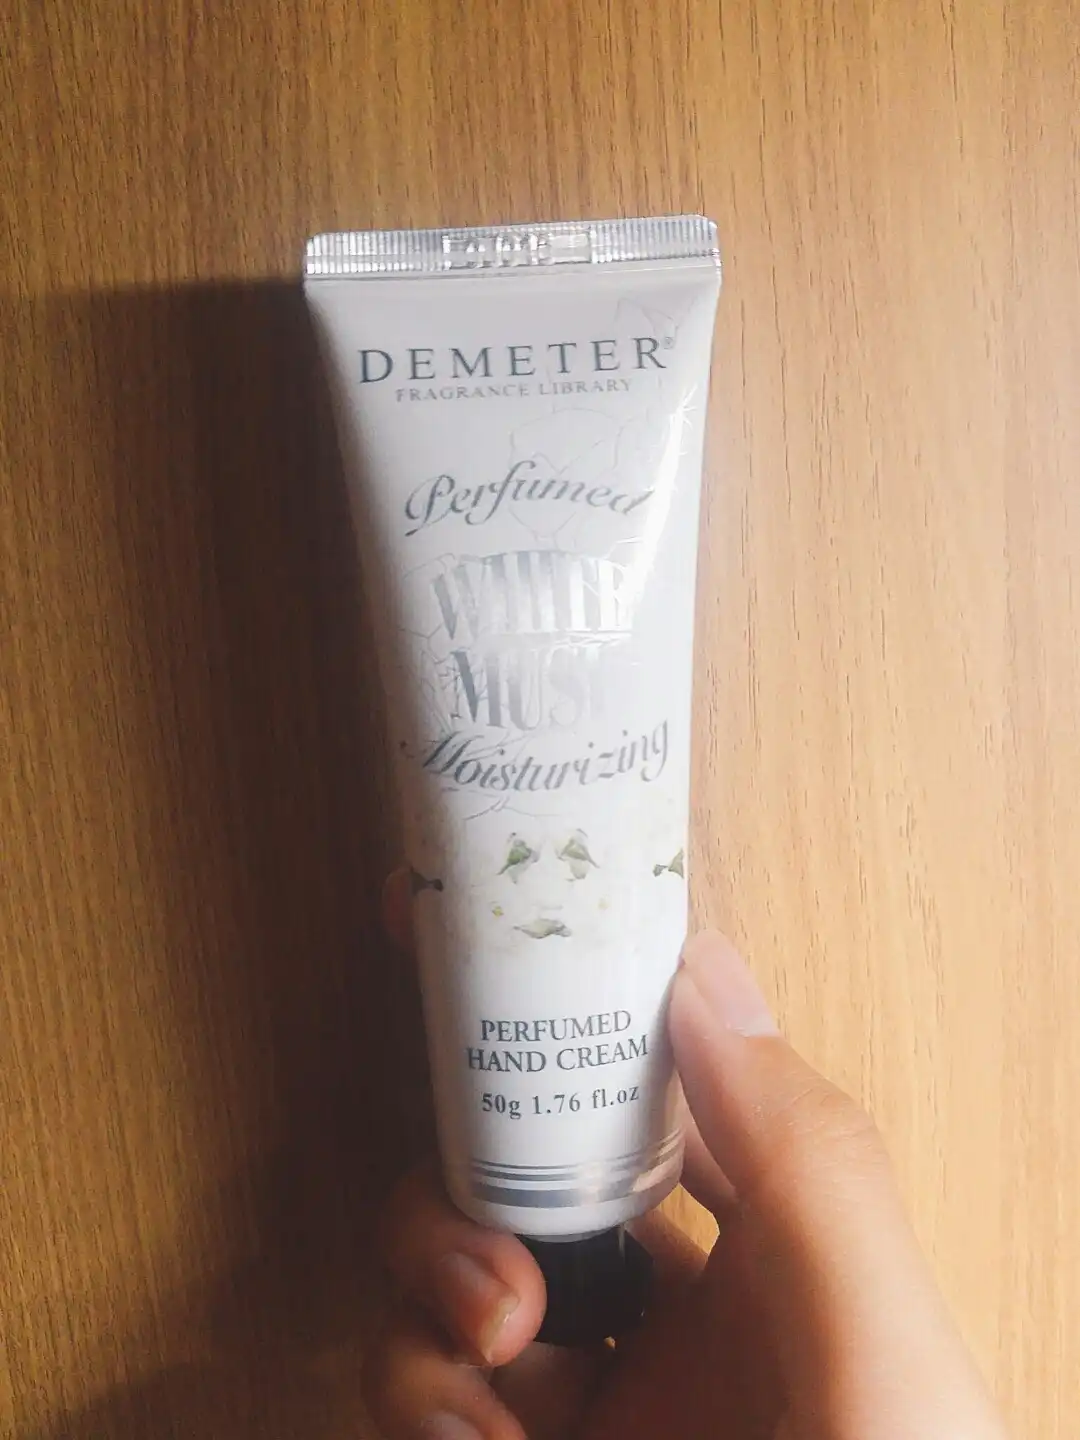 DEMETER®
FRAGRANCE LIBRARY
Perfumed
WHITE
MUSK
Moisturizing
PERFUMED
HAND CREAM
50g 1.76 fl.oz